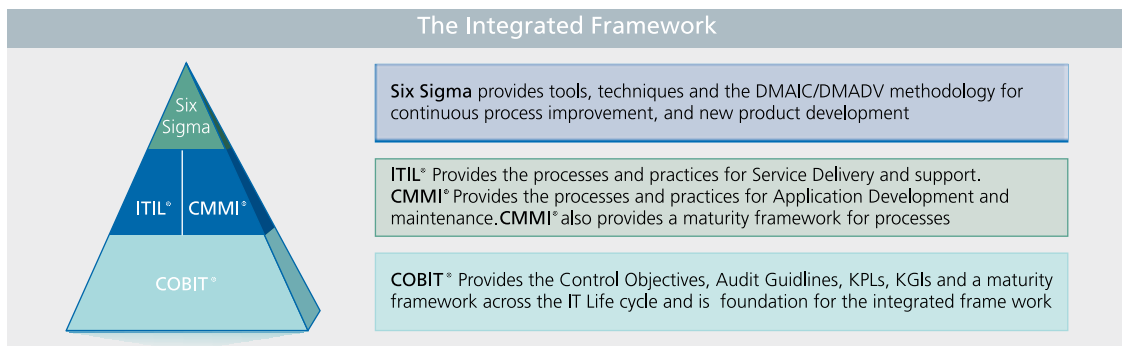 The Integrated Framework
Six
Sigma
ITIL® CMMI®
COBIT®
Six Sigma provides tools, techniques and the DMAIC/DMADV methodology for
continuous process improvement, and new product development
ITIL® Provides the processes and practices for Service Delivery and support.
CMMI® Provides the processes and practices for Application Development and
maintenance.CMMI® also provides a maturity framework for processes
COBIT® Provides the Control Objectives, Audit Guidlines, KPLs, KGIs and a maturity
framework across the IT Life cycle and is foundation for the integrated frame work